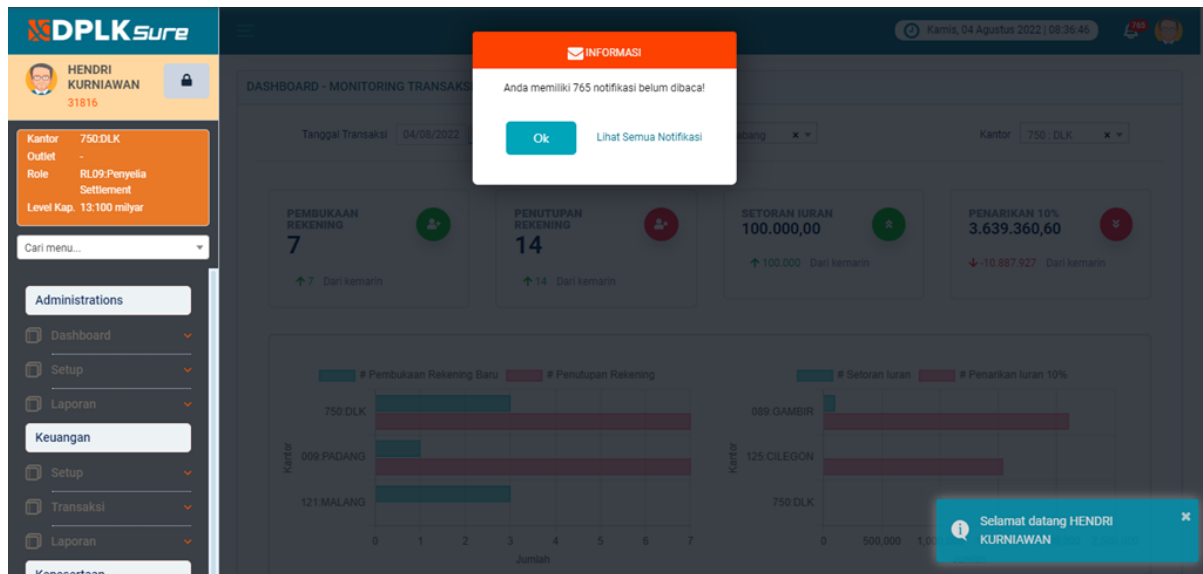 DPLKsure
HENDRI
KURNIAWAN
31816
Kantor 750:DLK
Outlet -
Role RL09:Penyelia
Settlement
Level Kap. 13:100 milyar
Cari menu...
Administrations
Dashboard
Setup
Laporan
Keuangan
Setup
Transaksi
Laporan
Kepesertaan
Kamis, 04 Agustus 2022 | 08:36:46
765
INFORMASI
Anda memiliki 765 notifikasi belum dibaca!
Ok Lihat Semua Notifikasi
DASHBOARD - MONITORING TRANSAKS
Tanggal Transaksi 04/08/2022
abang × Kantor 750 : DLK ×
PEMBUKAAN
REKENING
7
7 Dari kemarin
PENUTUPAN
REKENING
14
14 Dari kemarin
SETORAN IURAN
100.000,00
100.000 Dari kemarin
PENARIKAN 10%
3.639.360,60
-10.887.927 Dari kemarin
# Pembukaan Rekening Baru # Penutupan Rekening
Kantor
750:DLK
009:PADANG
121:MALANG
0 1 2 3 4 5 6 7
Jumlah
# Setoran Iuran # Penarikan Iuran 10%
Kantor
089:GAMBIR
125:CILEGON
750:DLK
0 500,000
Selamat datang HENDRI
KURNIAWAN
×